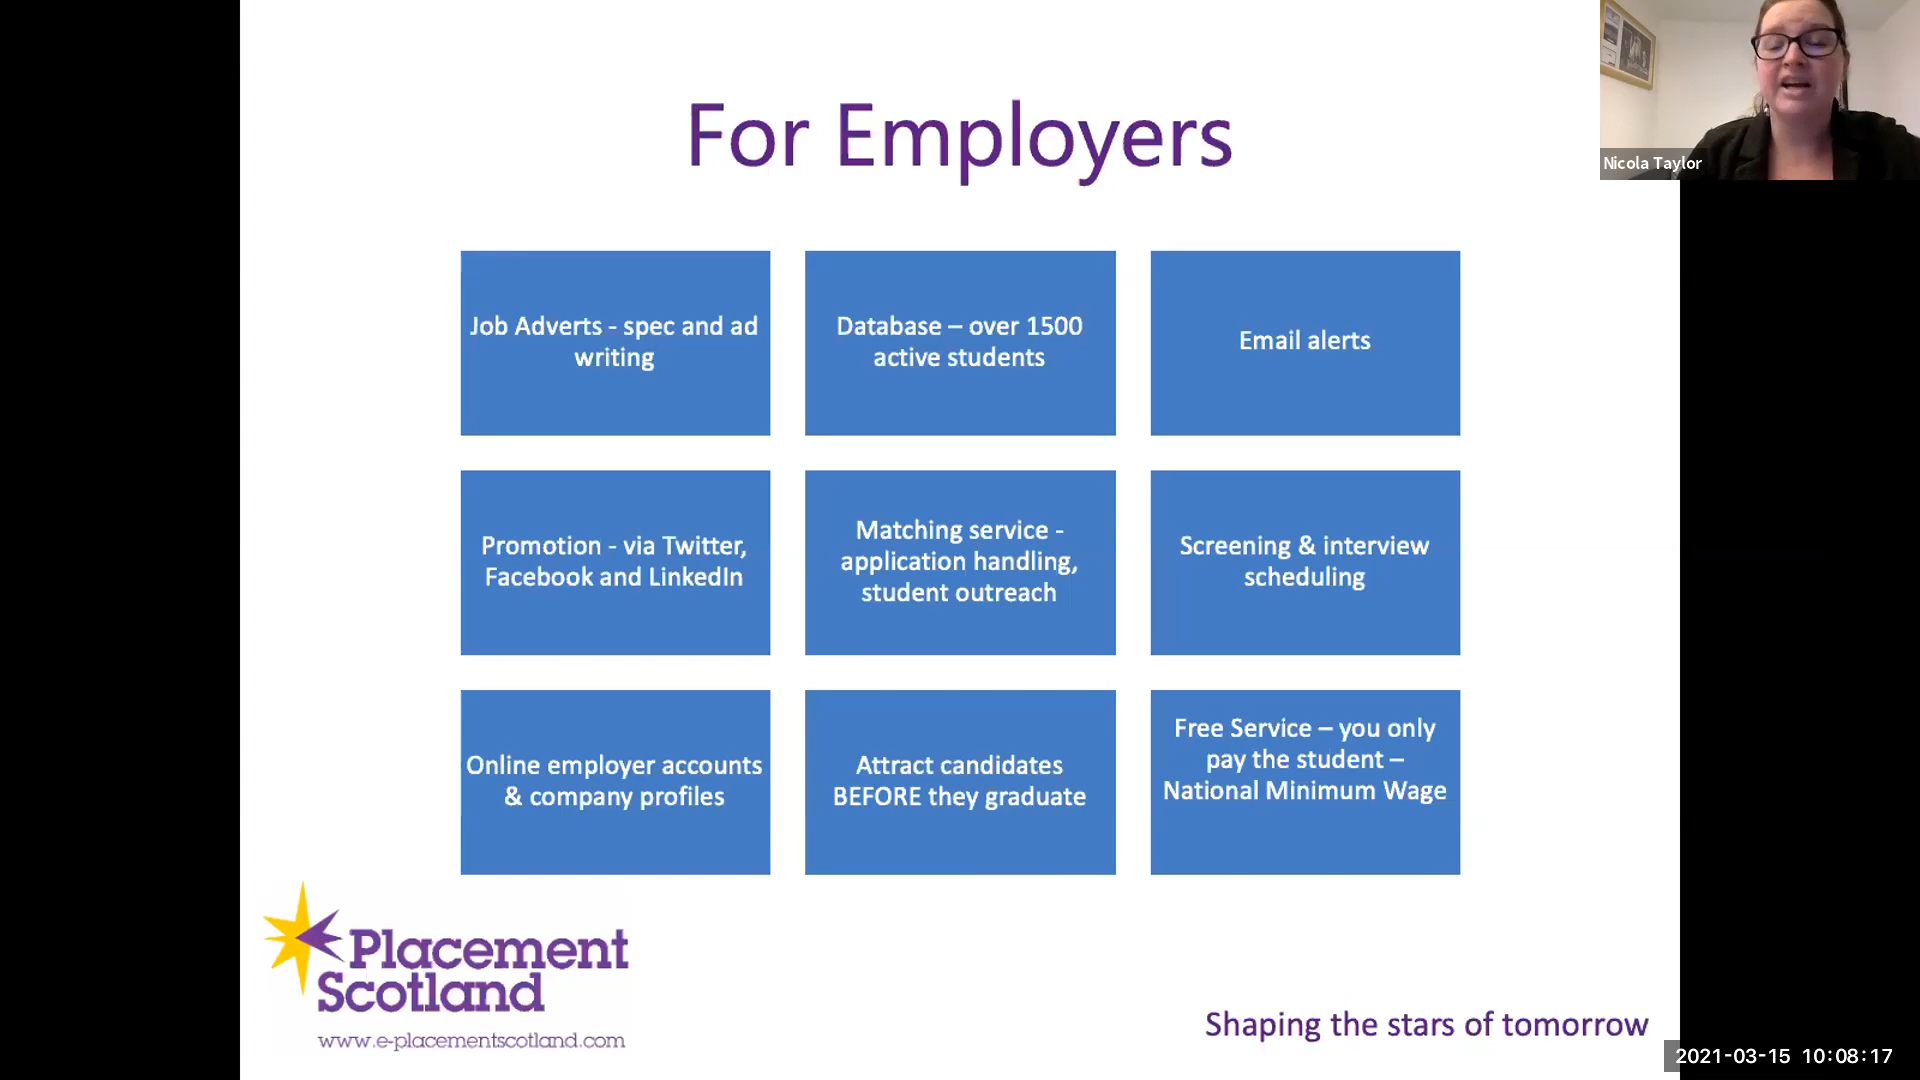 For Employers
Nicola Taylor
Job Adverts - spec and ad
writing
Database – over 1500
active students
Email alerts
Promotion - via Twitter,
Facebook and LinkedIn
Matching service -
application handling,
student outreach
Screening & interview
scheduling
Online employer accounts
& company profiles
Attract candidates
BEFORE they graduate
Free Service – you only
pay the student –
National Minimum Wage
Placement
Scotland
www.e-placementscotland.com
Shaping the stars of tomorrow
2021-03-15 10:08:17